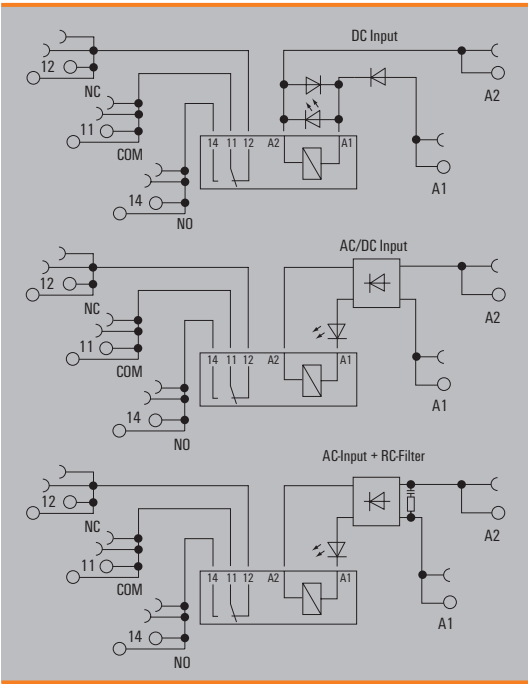 DC Input
12
NC
A2
11
COM
14 11 12 A2 A1
A1
14
NO
AC/DC Input
12
NC
A2
11
COM
14 11 12 A2 A1
A1
14
NO
AC-Input + RC-Filter
12
NC
A2
11
COM
14 11 12 A2 A1
A1
14
NO